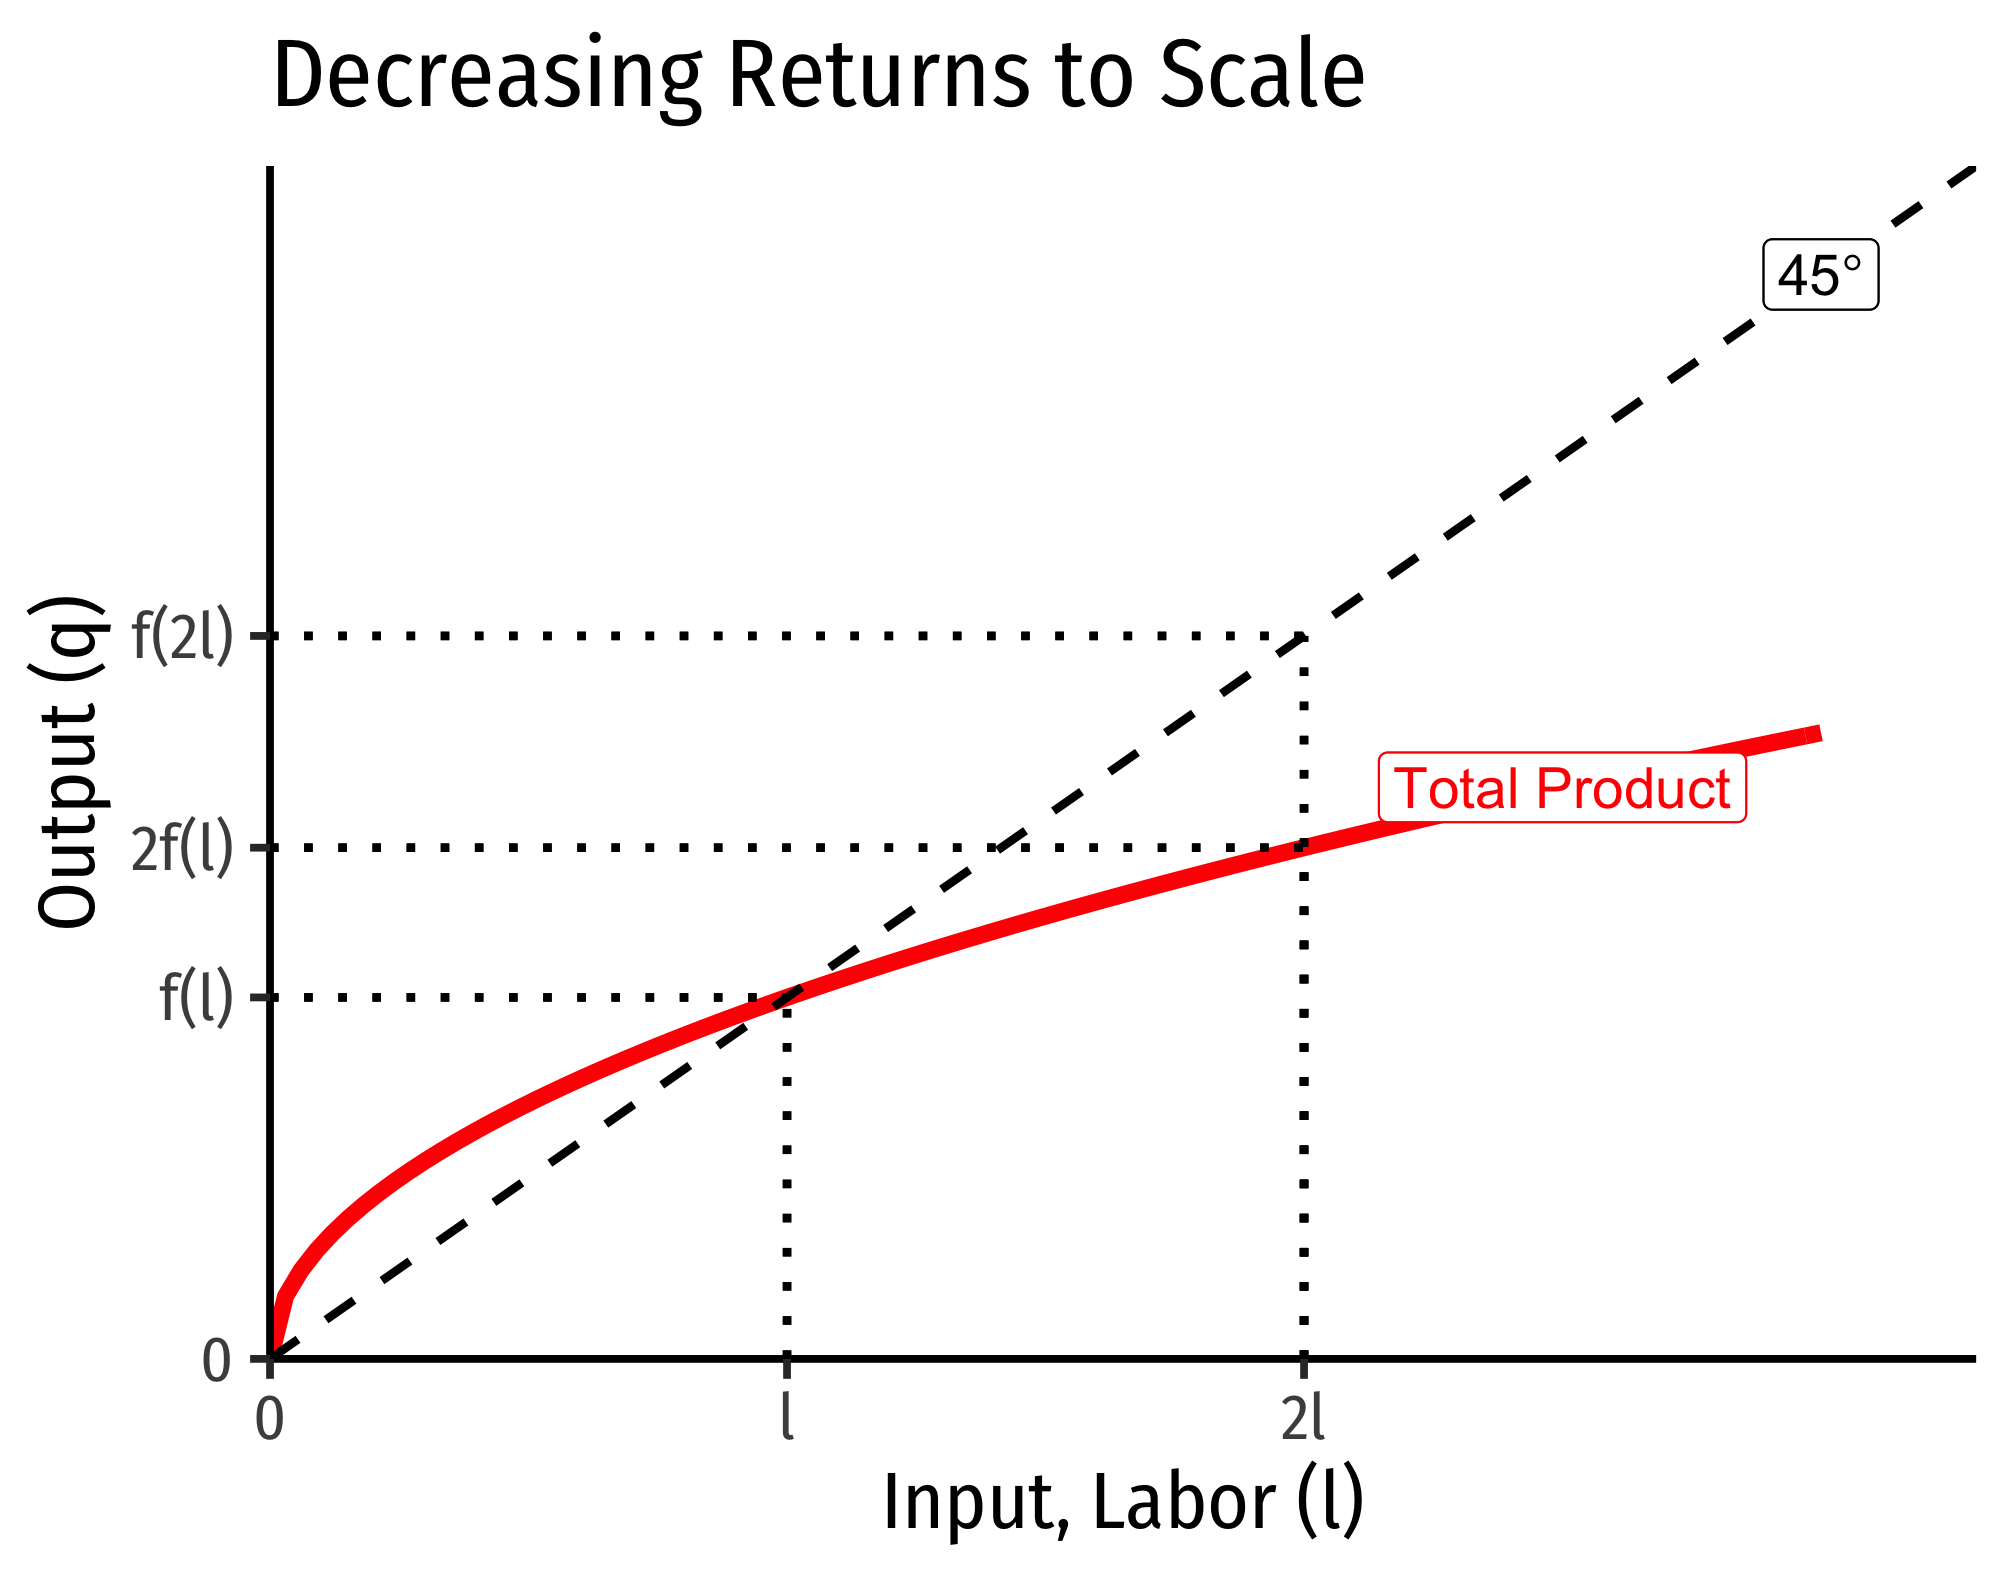 Decreasing Returns to Scale
45°
Output (q)
f(2l)
Total Product
2f(l)
f(l)
0
0
l
2l
Input, Labor (l)